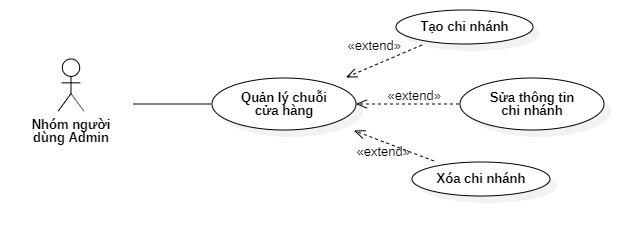 Tạo chi nhánh
«extend»
Nhóm người
dùng Admin
Quản lý chuỗi
cửa hàng
«extend»
Sửa thông tin
chi nhánh
«extend»
Xóa chi nhánh